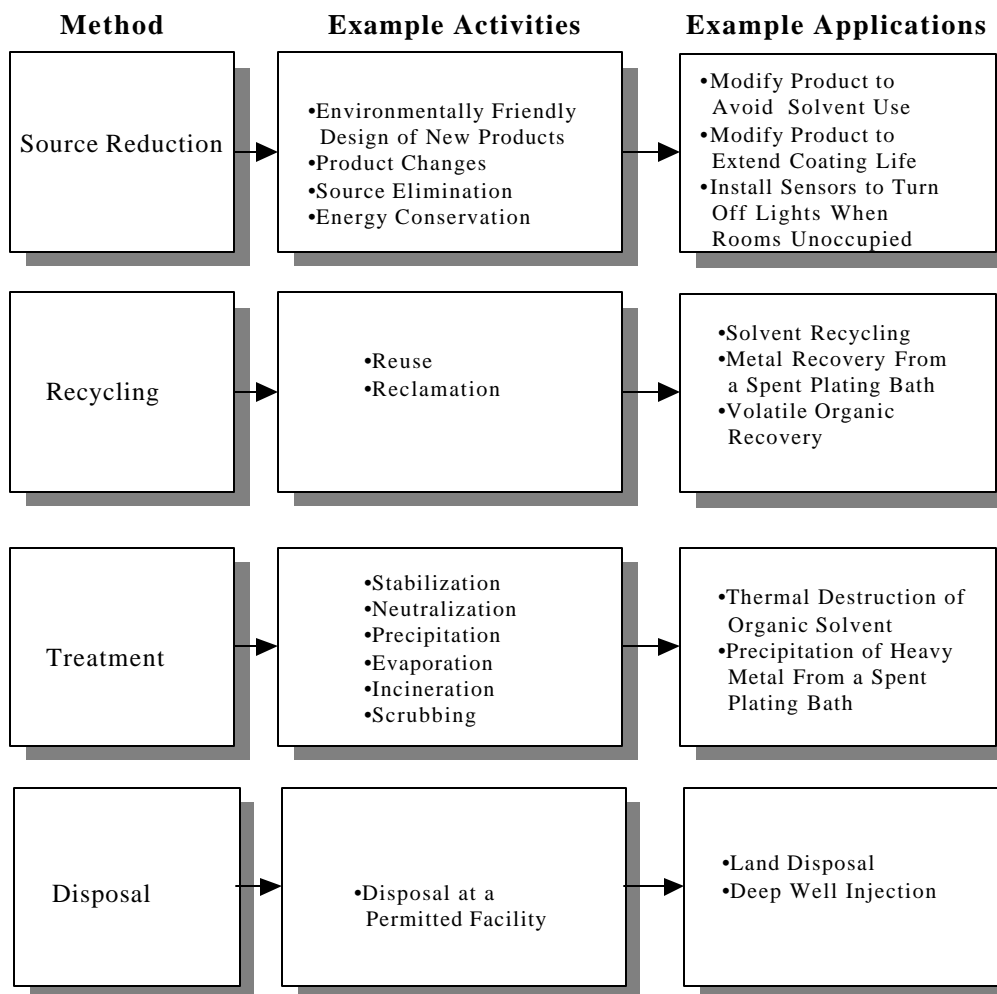 Method
Example Activities
Example Applications
Source Reduction
•Environmentally Friendly
Design of New Products
•Product Changes
•Source Elimination
•Energy Conservation
•Modify Product to
Avoid Solvent Use
•Modify Product to
Extend Coating Life
•Install Sensors to Turn
Off Lights When
Rooms Unoccupied
Recycling
•Reuse
•Reclamation
•Solvent Recycling
•Metal Recovery From
a Spent Plating Bath
•Volatile Organic
Recovery
Treatment
•Stabilization
•Neutralization
•Precipitation
•Evaporation
•Incineration
•Scrubbing
•Thermal Destruction of
Organic Solvent
•Precipitation of Heavy
Metal From a Spent
Plating Bath
Disposal
•Disposal at a
Permitted Facility
•Land Disposal
•Deep Well Injection